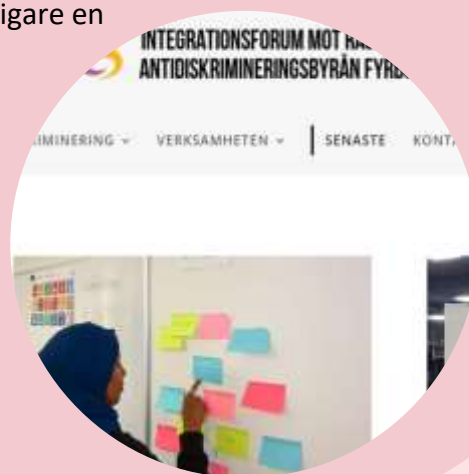 igare en
INTEGRATIONSFORUM MOT
ANTIDISKRIMINERINGSBYRÅN
VERKSAMHETEN
SENASTE